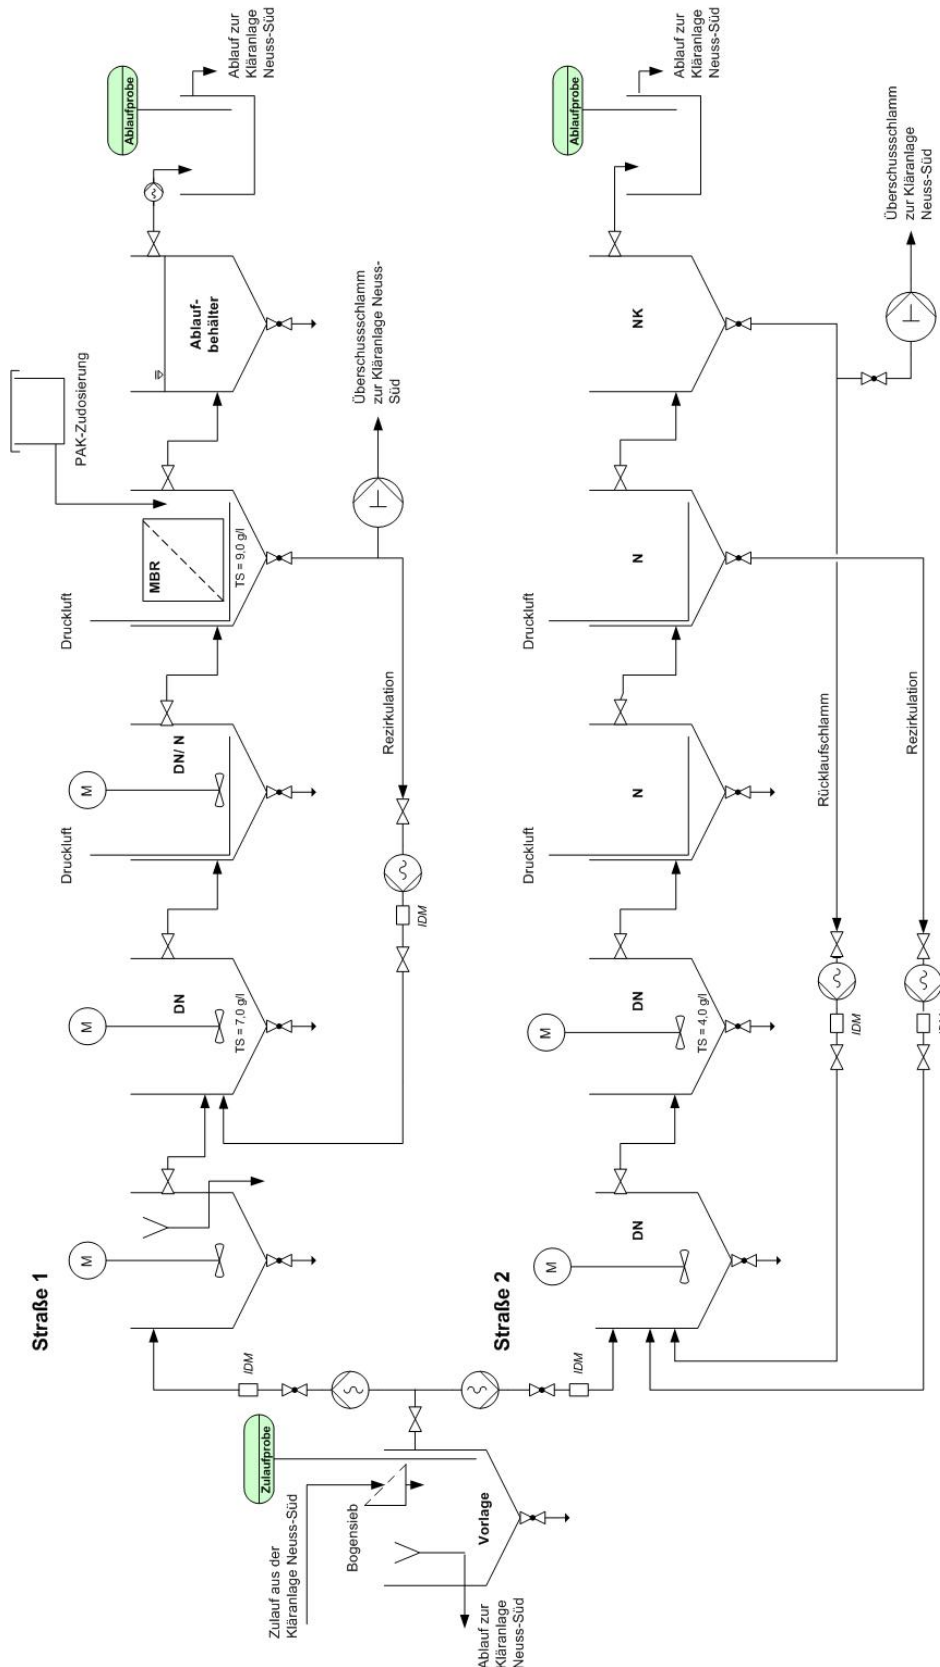 Straße 1
Zulauf aus der
Kläranlage Neuss-Süd
Bogensieb
Zulaufprobe
Vorlage
Ablauf zur
Kläranlage
Neuss-Süd
IDM
M
M
DN
TS = 7,0 g/l
Druckluft
M
DN/ N
Druckluft
MBR
TS = 9,0 g/l
PAK-Zudosierung
Ablauf-
behälter
Ablaufprobe
Ablauf zur
Kläranlage
Neuss-Süd
IDM
Rezirkulation
Überschussschlamm
zur Kläranlage Neuss-
Süd
Straße 2
IDM
M
DN
M
DN
TS = 4,0 g/l
Druckluft
N
Druckluft
N
NK
Ablaufprobe
Ablauf zur
Kläranlage
Neuss-Süd
IDM
Rücklaufschlamm
Überschussschlamm
zur Kläranlage
Neuss-Süd
Rezirkulation